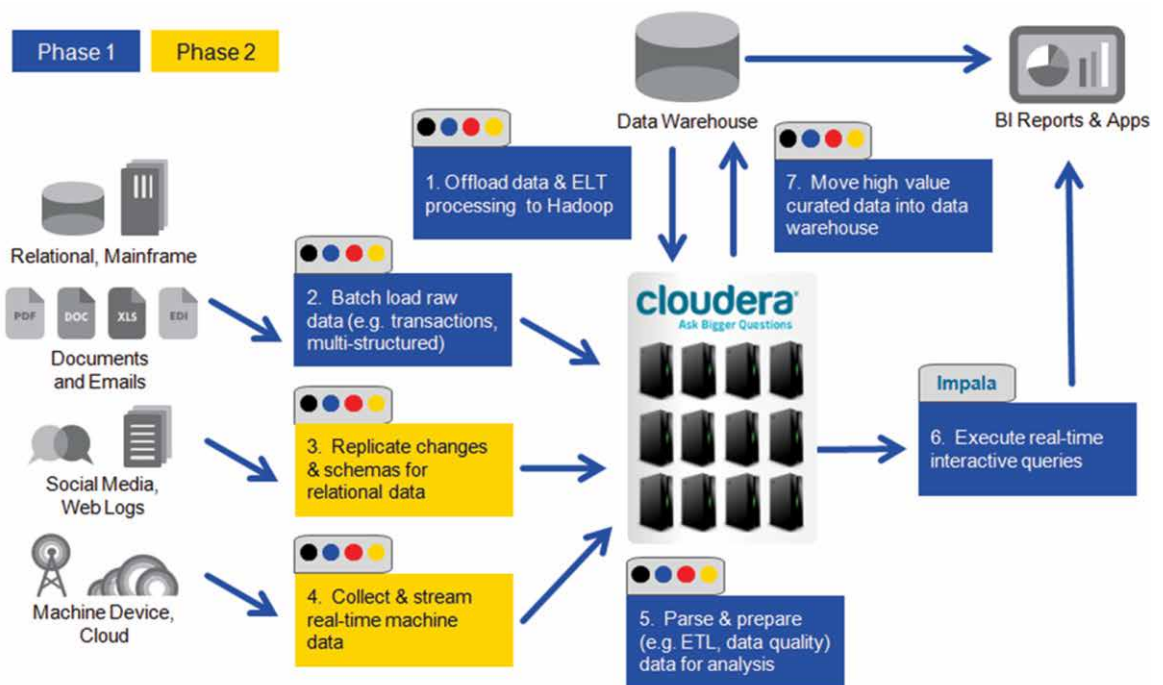 Phase 1
Phase 2
Data Warehouse
BI Reports & Apps
1. Offload data & ELT
processing to Hadoop
7. Move high value
curated data into data
warehouse
Relational, Mainframe
PDF
DOC
XLS
EDI
Documents
and Emails
2. Batch load raw
data (e.g. transactions,
multi-structured)
cloudera®
Ask Bigger Questions
Impala
6. Execute real-time
interactive queries
3. Replicate changes
& schemas for
relational data
Social Media,
Web Logs
4. Collect & stream
real-time machine
data
Machine Device,
Cloud
5. Parse & prepare
(e.g. ETL, data quality)
data for analysis